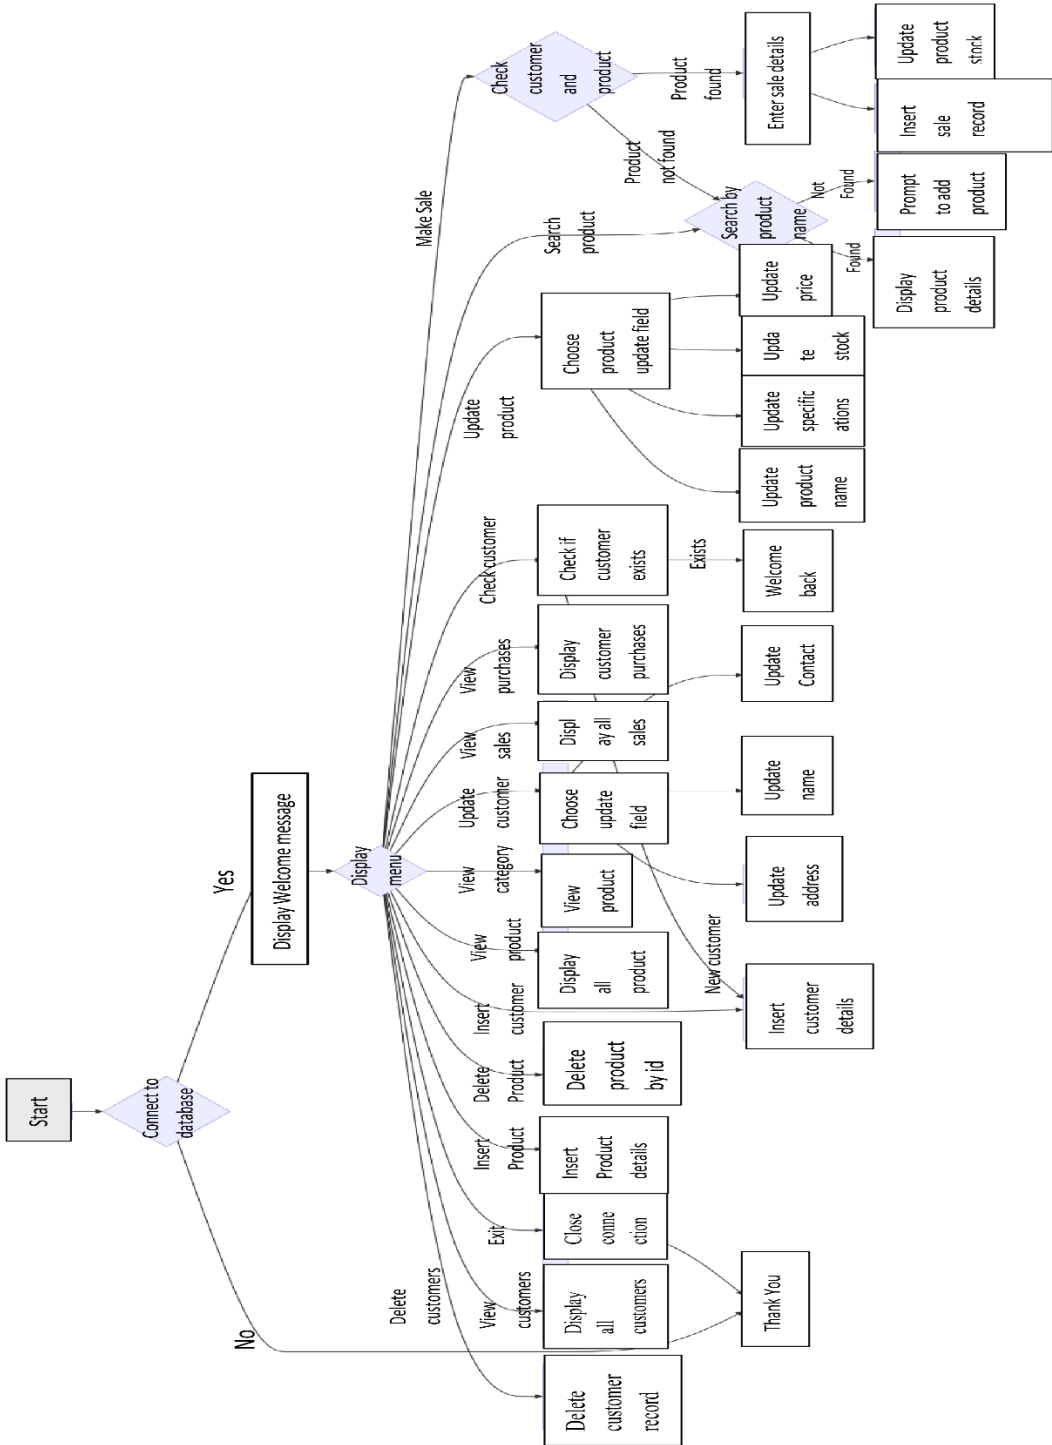 Start
Connect to
database
Yes
No
Display Welcome message
Display
menu
Delete
customers
View
customers
Exit
Insert
Product
Delete
Product
Insert
customer
View
product
View
category
Update
customer
View
sales
View
purchases
Check customer
Update
product
Search
product
Make Sale
Delete
customer
record
Display
all
customers
Close
conne
ction
Insert
Product
details
Delete
product
by id
Display
all
product
View
product
Choose
update
field
Displ
ay all
sales
Display
customer
purchases
Check if
customer
exists
Choose
product
update field
Check
customer
and
product
Product
not found
Product
found
Search by
product
name
New customer
Exists
Thank You
Insert
customer
details
Update
address
Update
name
Update
Contact
Welcome
back
Update
product
name
Update
specific
ations
Upda
te
stock
Update
price
Enter sale details
Found
Not
Found
Display
product
details
Prompt
to add
product
Insert
sale
record
Update
product
stock